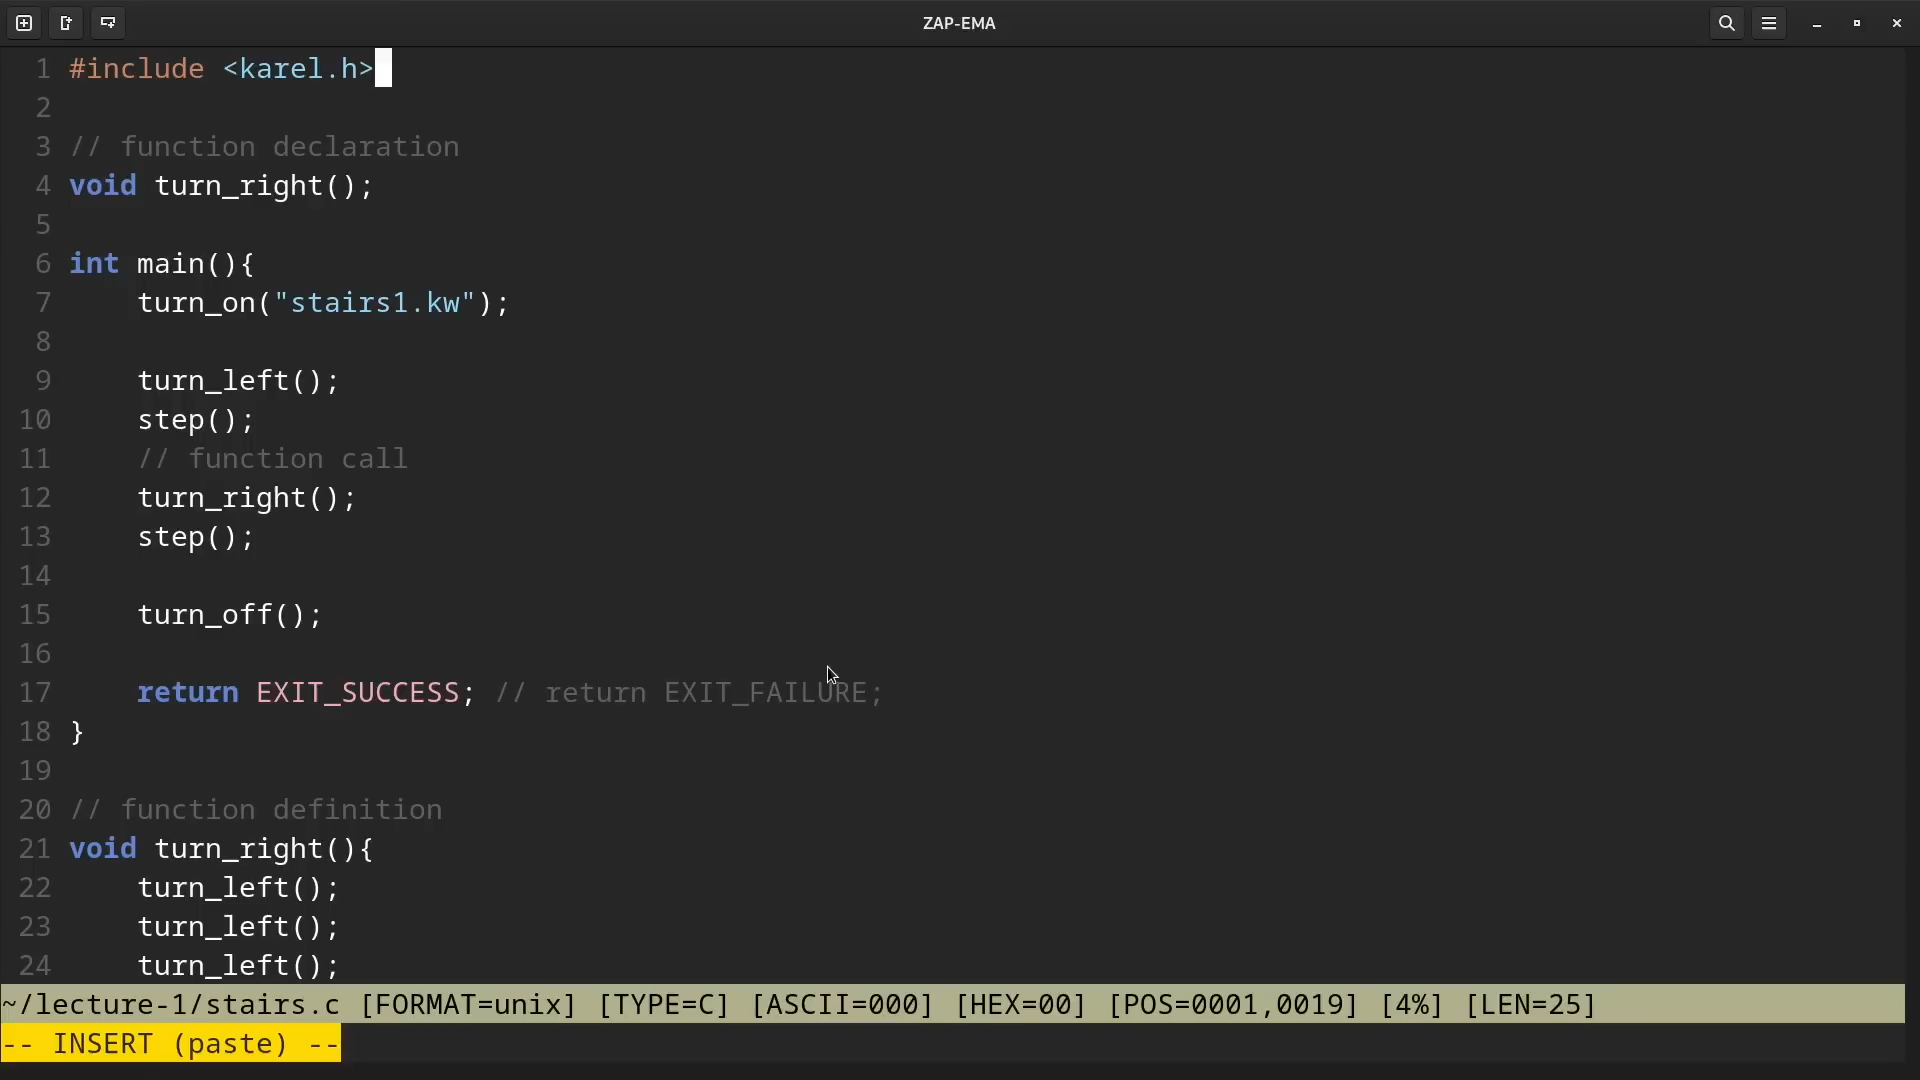 ZAP-EMA
1 #include <karel.h>
2
3 // function declaration
4 void turn_right();
5
6 int main(){
7     turn_on("stairs1.kw");
8
9     turn_left();
10     step();
11     // function call
12     turn_right();
13     step();
14
15     turn_off();
16
17     return EXIT_SUCCESS; // return EXIT_FAILURE;
18 }
19
20 // function definition
21 void turn_right(){
22     turn_left();
23     turn_left();
24     turn_left();
~/lecture-1/stairs.c [FORMAT=unix] [TYPE=C] [ASCII=000] [HEX=00] [POS=0001,0019] [4%] [LEN=25]
-- INSERT (paste) --